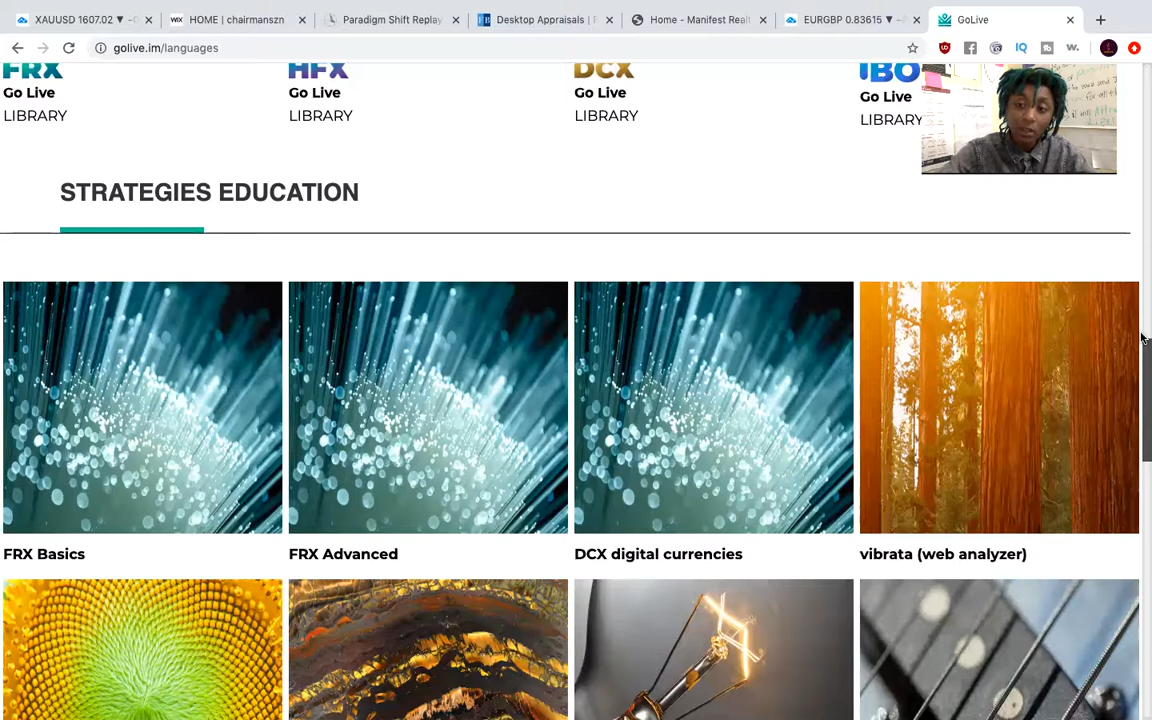 XAUUSD 1607.02 ▼ -0
HOME | chairmanszn
Paradigm Shift Replay
Desktop Appraisals | F
Home - Manifest Realt
EURGBP 0.83615 ▼ -
GoLive
golive.im/languages
FRX
HFX
DCX
IBO
Go Live
Go Live
Go Live
Go Live
LIBRARY
LIBRARY
LIBRARY
LIBRARY
STRATEGIES EDUCATION
FRX Basics
FRX Advanced
DCX digital currencies
vibrata (web analyzer)